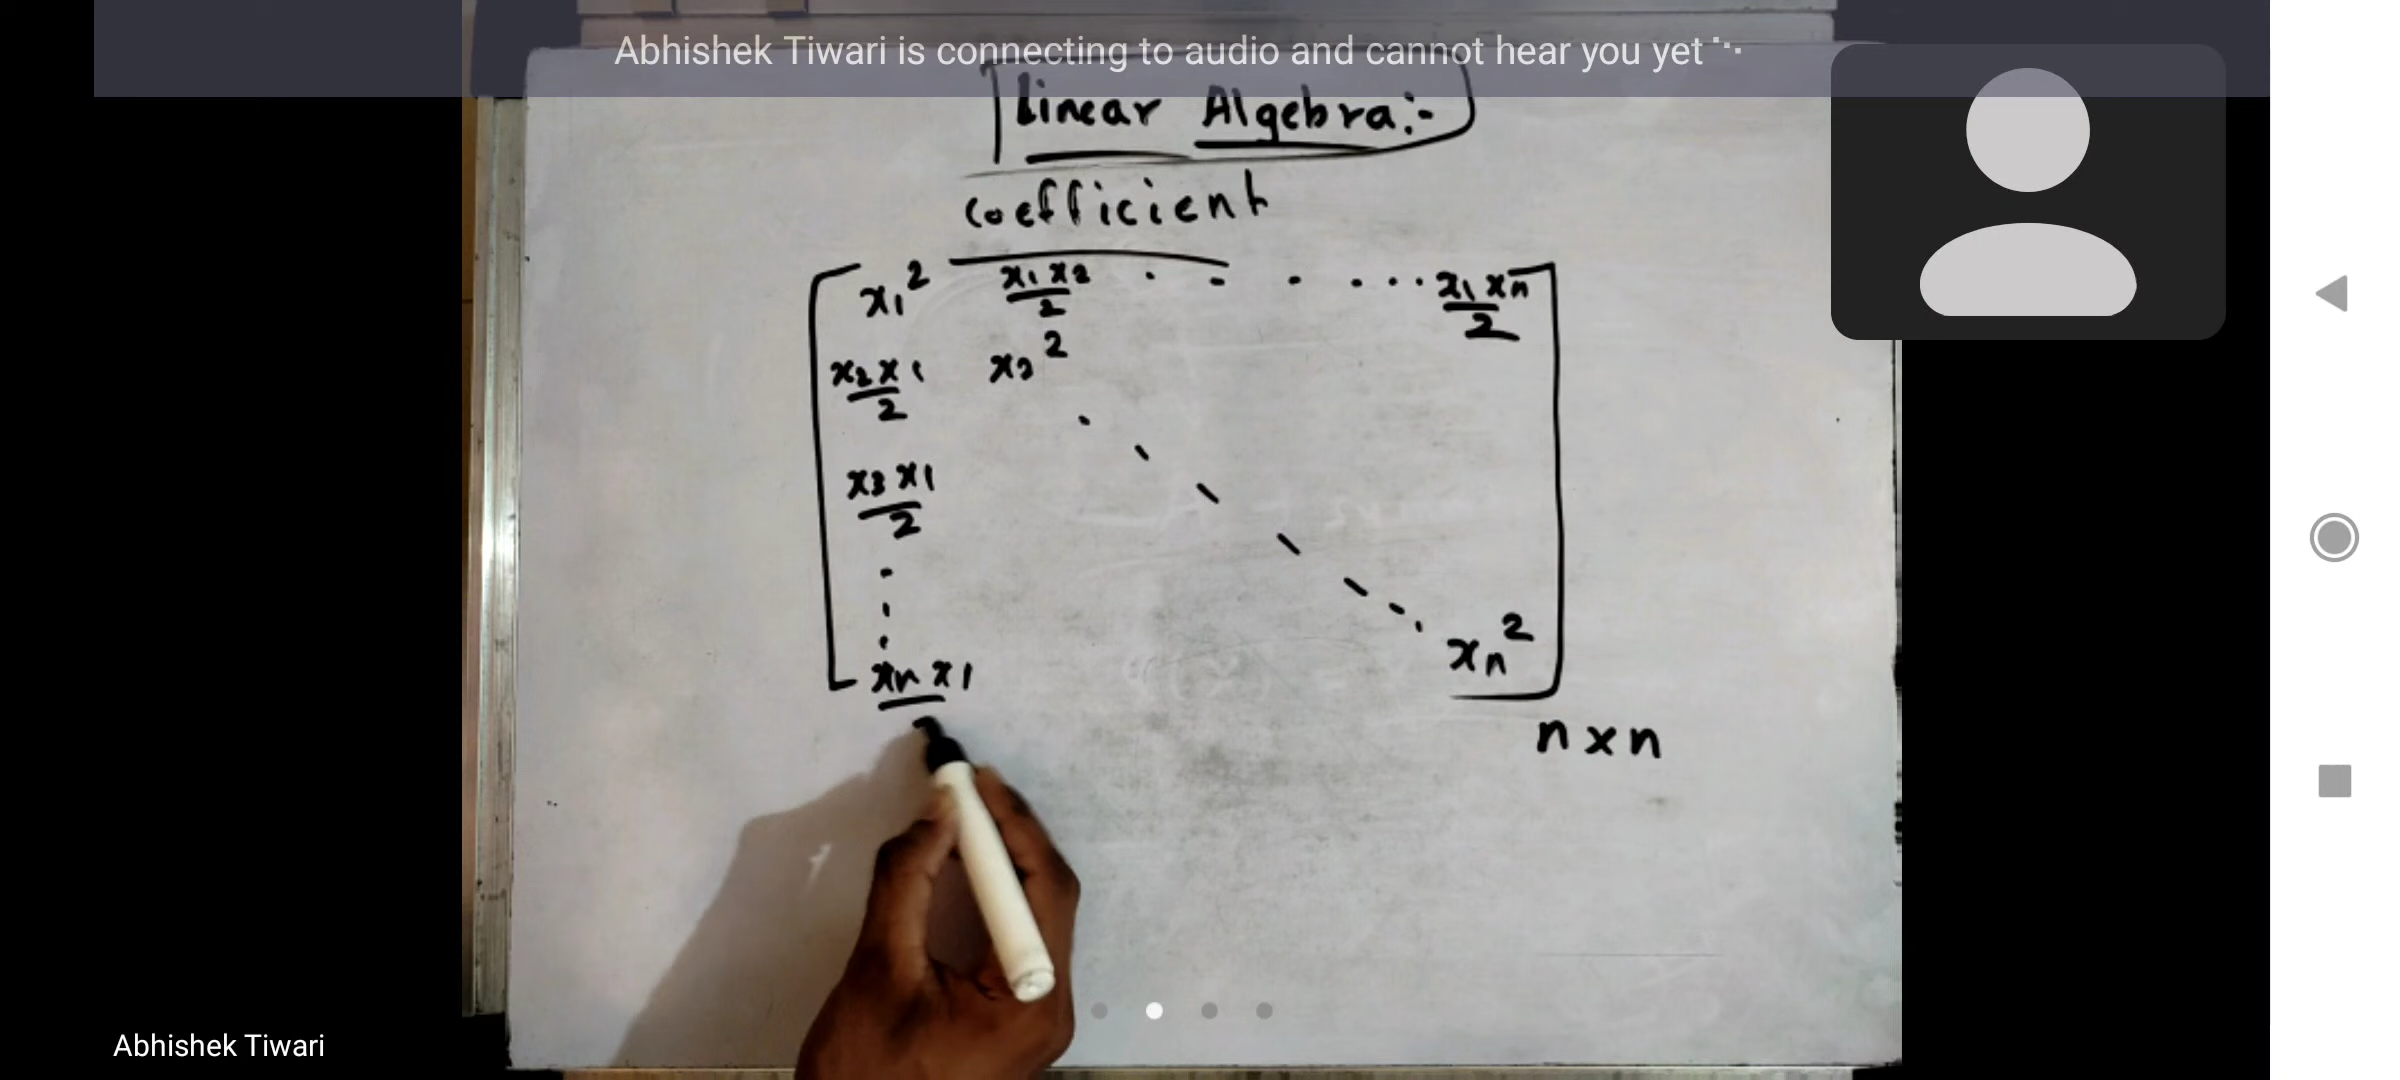 Abhishek Tiwari is connecting to audio and cannot hear you yet
Linear Algebra:-
coefficient
x₁² x₁x₂/2 . . . . . . x₁xn/2
x₂x₁/2 x₂²
x₃x₁/2
xnx₁ xn²
n×n
Abhishek Tiwari